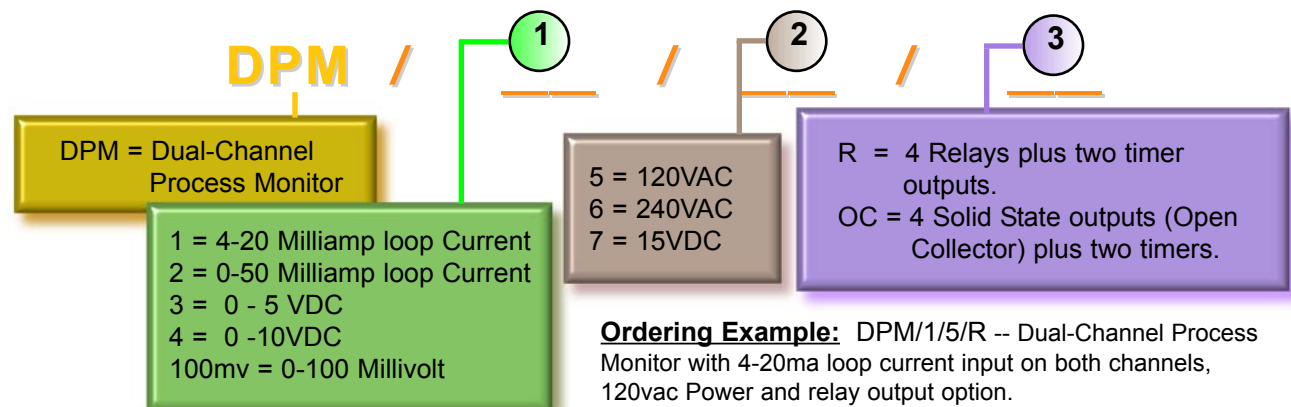 1
2
3
DPM / __ / __ / __
DPM = Dual-Channel
Process Monitor
1 = 4-20 Milliamp loop Current
2 = 0-50 Milliamp loop Current
3 = 0 - 5 VDC
4 = 0 -10VDC
100mv = 0-100 Millivolt
5 = 120VAC
6 = 240VAC
7 = 15VDC
R = 4 Relays plus two timer
outputs.
OC = 4 Solid State outputs (Open
Collector) plus two timers.
Ordering Example: DPM/1/5/R -- Dual-Channel Process
Monitor with 4-20ma loop current input on both channels,
120vac Power and relay output option.